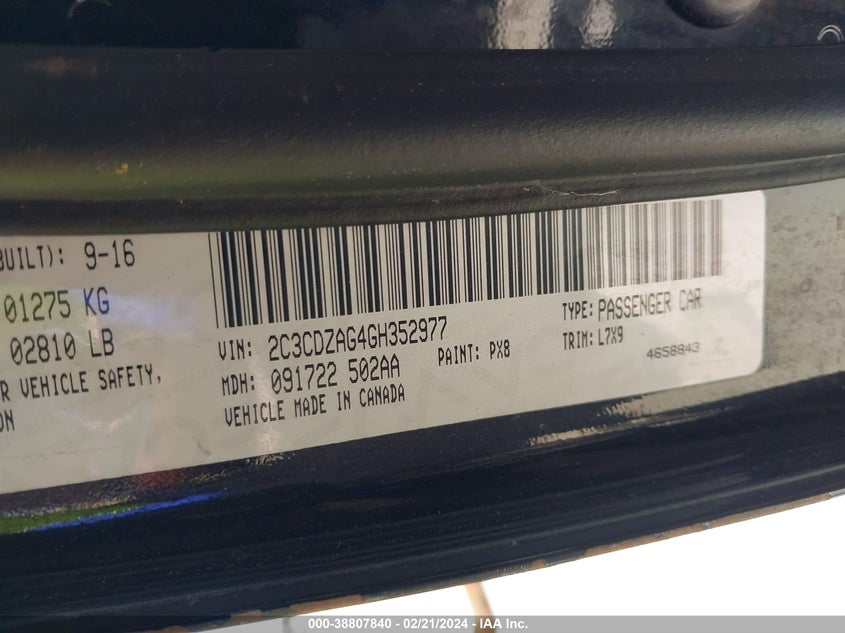 BUILT): 9-16
01275 KG
02810 LB
R VEHICLE SAFETY,
ON
VIN: 2C3CDZAG4GH352977
MDH: 091722 502AA
VEHICLE MADE IN CANADA
PAINT: PX8
TYPE: PASSENGER CAR
TRIM: L7X9
4658843
000-38807840 - 02/21/2024 - IAA Inc.